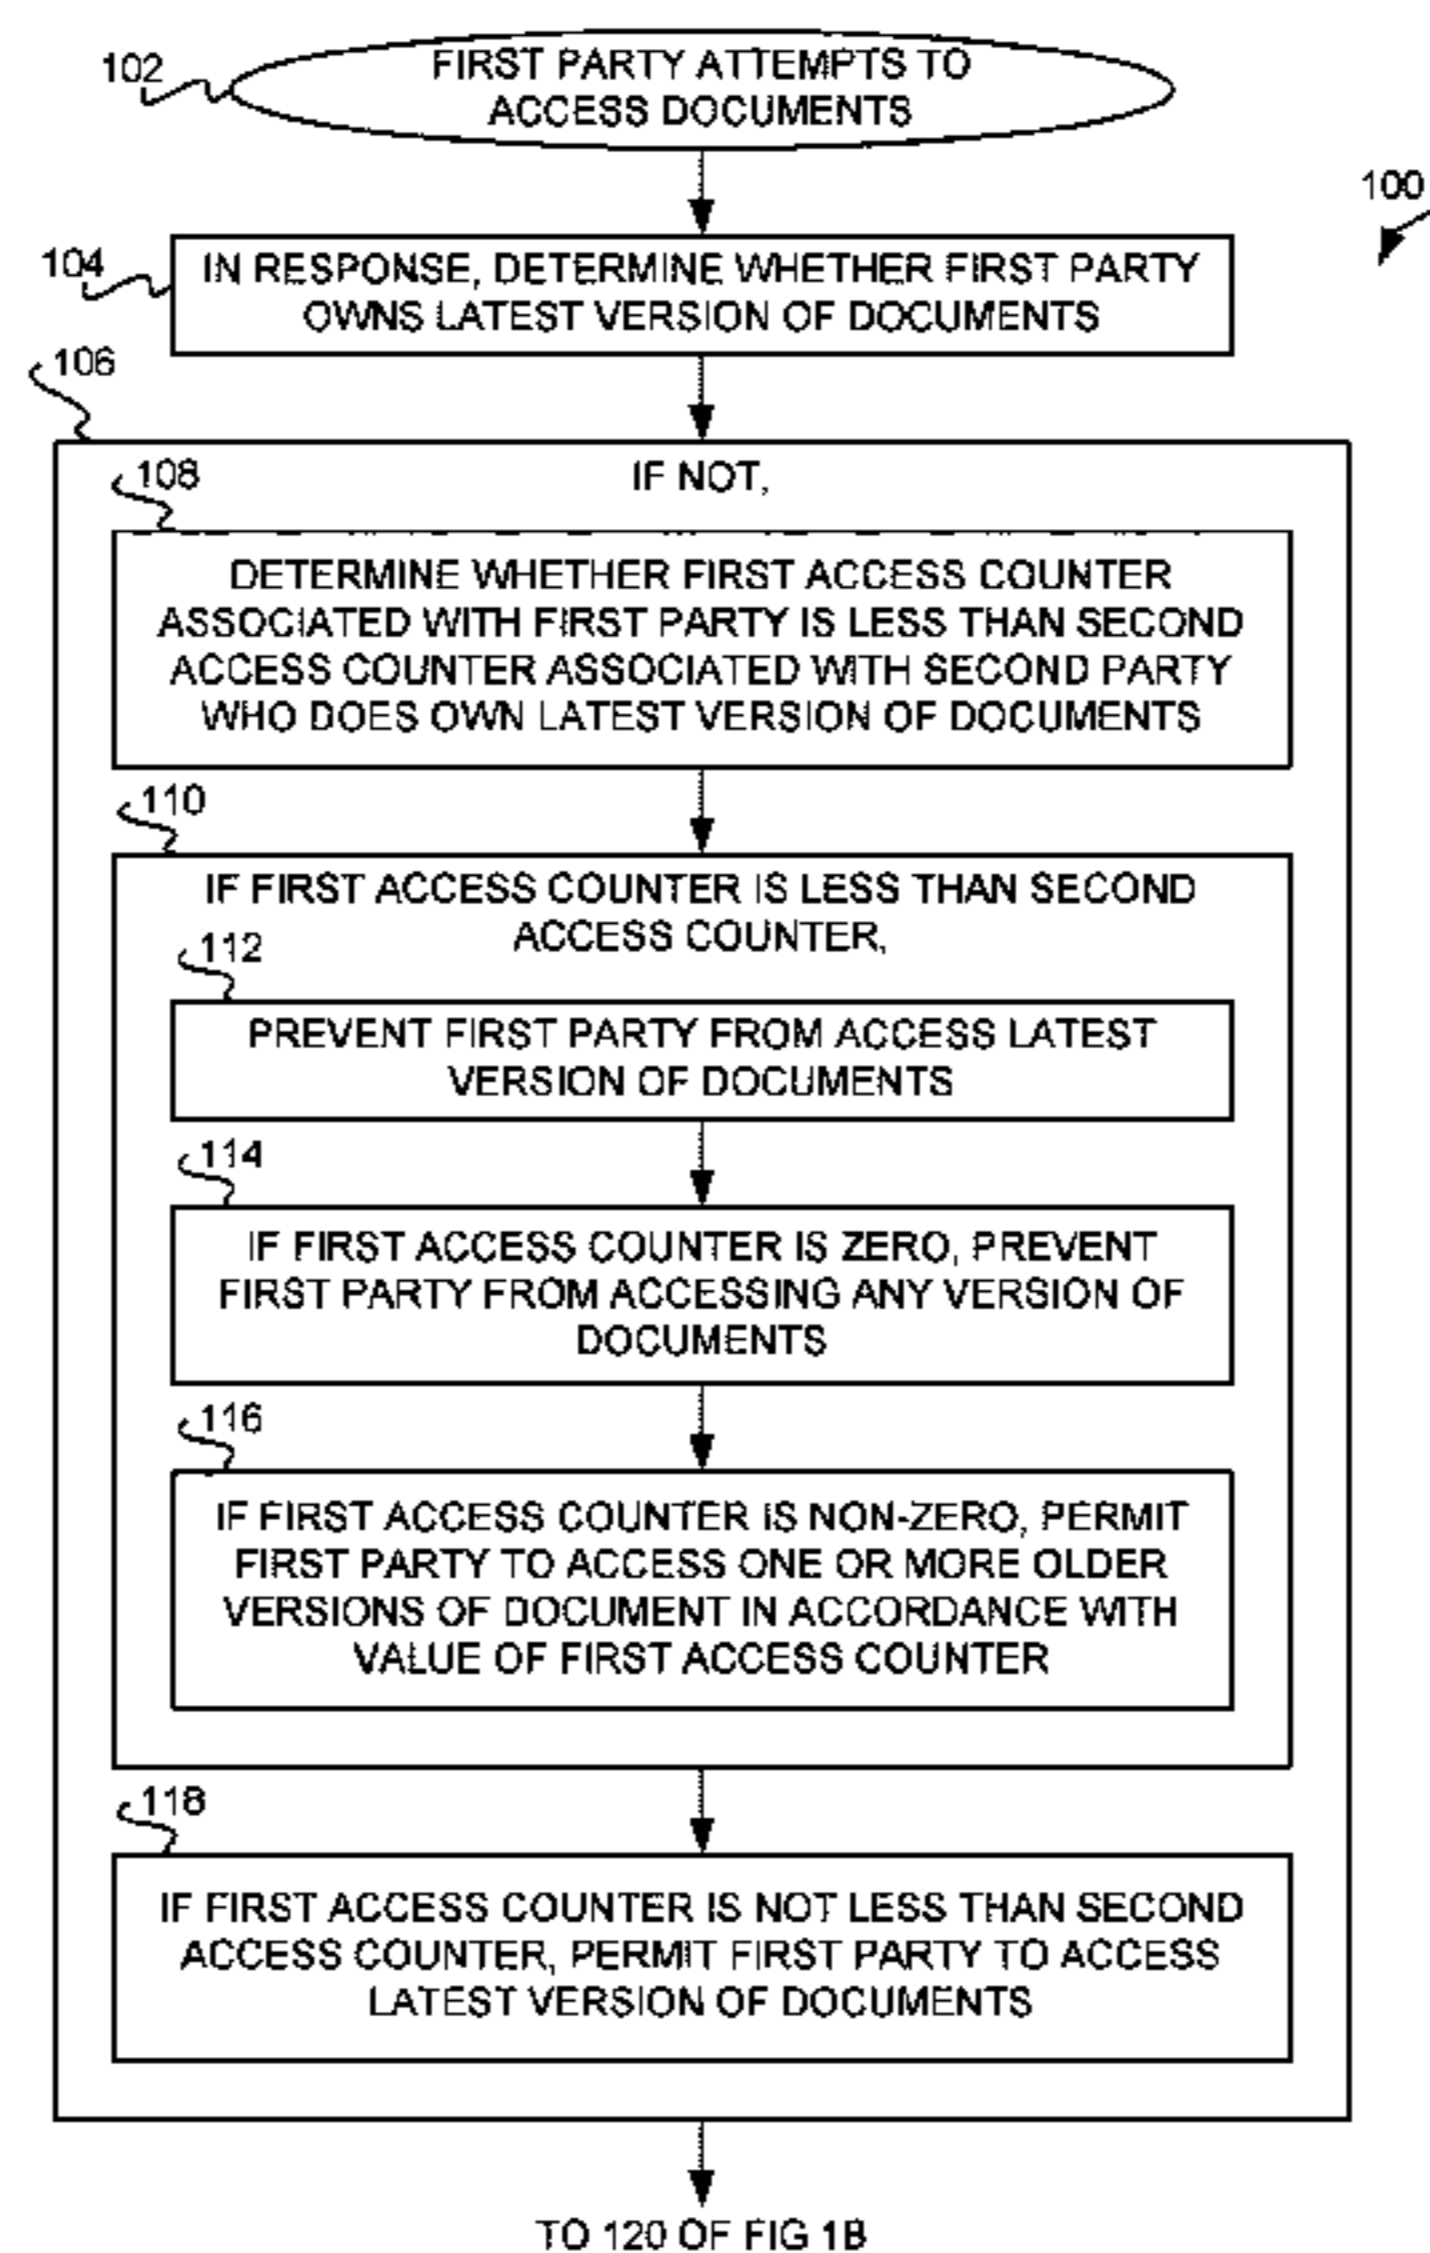 102
FIRST PARTY ATTEMPTS TO
ACCESS DOCUMENTS
100
104
IN RESPONSE, DETERMINE WHETHER FIRST PARTY
OWNS LATEST VERSION OF DOCUMENTS
106
IF NOT,
108
DETERMINE WHETHER FIRST ACCESS COUNTER
ASSOCIATED WITH FIRST PARTY IS LESS THAN SECOND
ACCESS COUNTER ASSOCIATED WITH SECOND PARTY
WHO DOES OWN LATEST VERSION OF DOCUMENTS
110
IF FIRST ACCESS COUNTER IS LESS THAN SECOND
ACCESS COUNTER,
112
PREVENT FIRST PARTY FROM ACCESS LATEST
VERSION OF DOCUMENTS
114
IF FIRST ACCESS COUNTER IS ZERO, PREVENT
FIRST PARTY FROM ACCESSING ANY VERSION OF
DOCUMENTS
116
IF FIRST ACCESS COUNTER IS NON-ZERO, PERMIT
FIRST PARTY TO ACCESS ONE OR MORE OLDER
VERSIONS OF DOCUMENT IN ACCORDANCE WITH
VALUE OF FIRST ACCESS COUNTER
118
IF FIRST ACCESS COUNTER IS NOT LESS THAN SECOND
ACCESS COUNTER, PERMIT FIRST PARTY TO ACCESS
LATEST VERSION OF DOCUMENTS
TO 120 OF FIG 1B